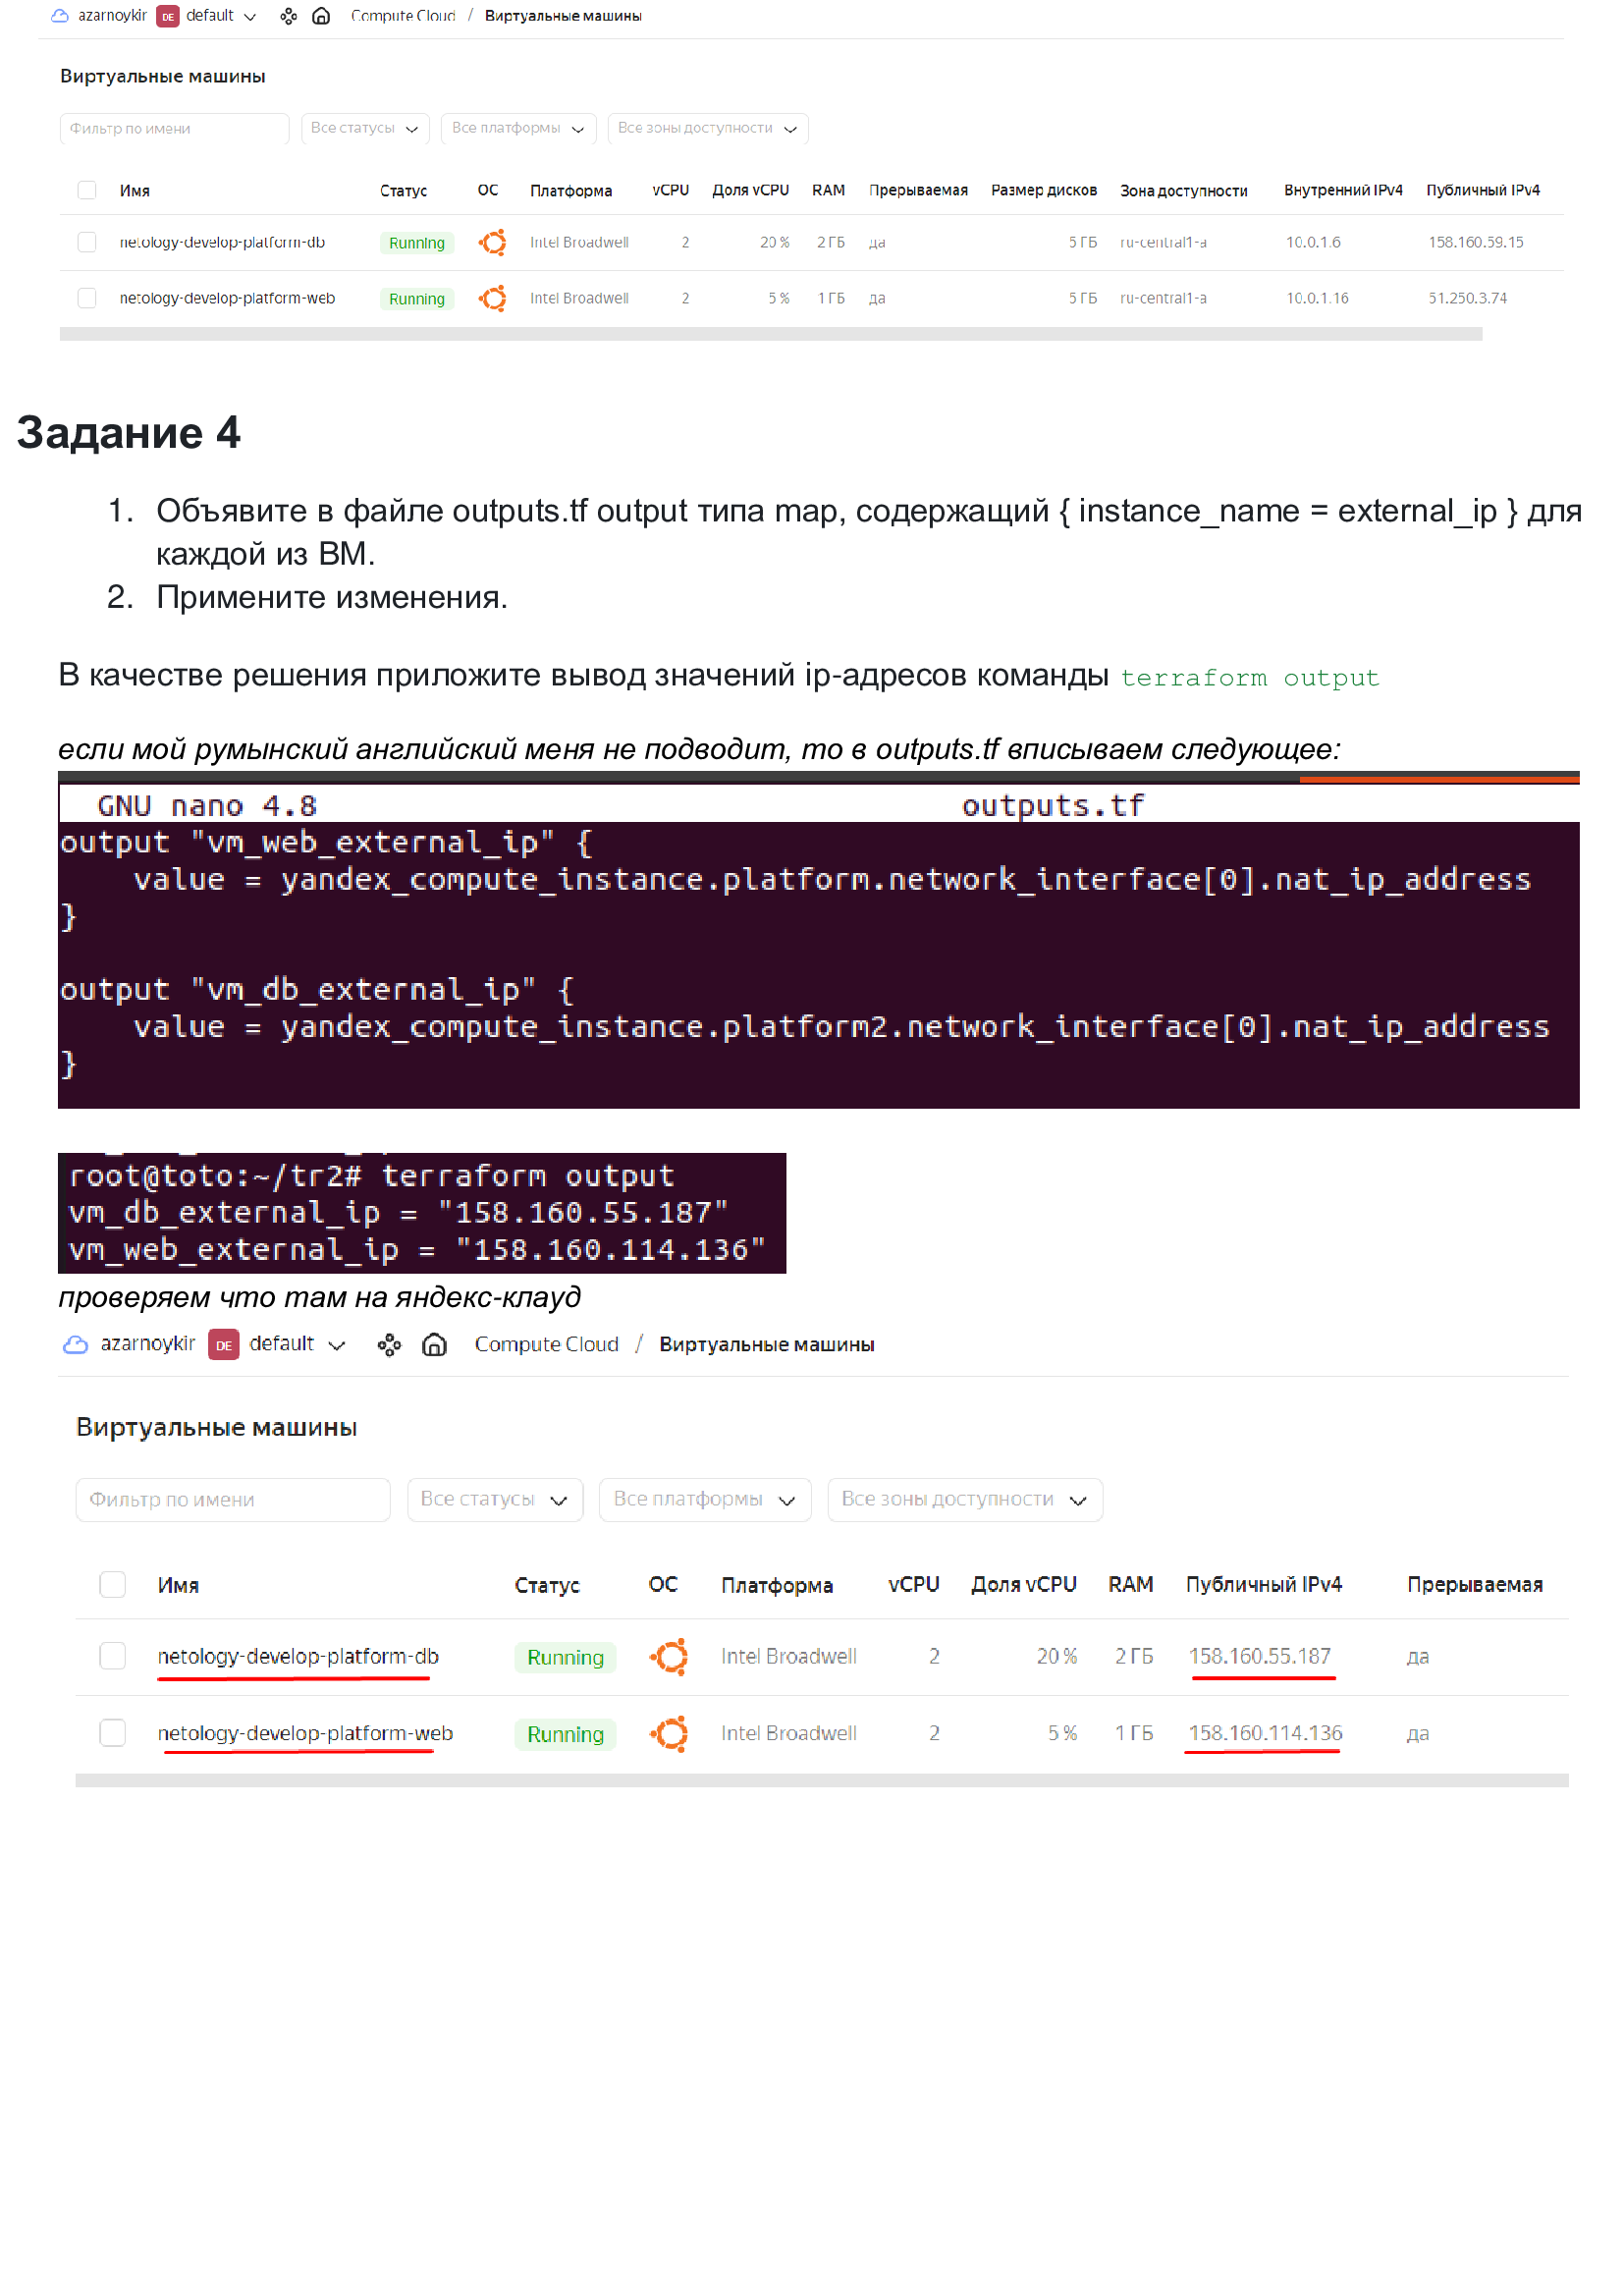 azarnoykir DE default Compute Cloud / Виртуальные машины
Виртуальные машины
Фильтр по имени Все статусы Все платформы Все зоны доступности
Имя Статус ОС Платформа vCPU Доля vCPU RAM Прерываемая Размер дисков Зона доступности Внутренний IPv4 Публичный IPv4
netology-develop-platform-db Running Intel Broadwell 2 20 % 2 ГБ да 5 ГБ ru-central1-a 10.0.1.6 158.160.59.15
netology-develop-platform-web Running Intel Broadwell 2 5 % 1 ГБ да 5 ГБ ru-central1-a 10.0.1.16 51.250.3.74
Задание 4
1. Объявите в файле outputs.tf output типа map, содержащий { instance_name = external_ip } для
каждой из ВМ.
2. Примените изменения.
В качестве решения приложите вывод значений ip-адресов команды terraform output
если мой румынский английский меня не подводит, то в outputs.tf вписываем следующее:
GNU nano 4.8 outputs.tf
output "vm_web_external_ip" {
value = yandex_compute_instance.platform.network_interface[0].nat_ip_address
}
output "vm_db_external_ip" {
value = yandex_compute_instance.platform2.network_interface[0].nat_ip_address
}
root@toto:~/tr2# terraform output
vm_db_external_ip = "158.160.55.187"
vm_web_external_ip = "158.160.114.136"
проверяем что там на яндекс-клауд
azarnoykir DE default Compute Cloud / Виртуальные машины
Виртуальные машины
Фильтр по имени Все статусы Все платформы Все зоны доступности
Имя Статус ОС Платформа vCPU Доля vCPU RAM Публичный IPv4 Прерываемая
netology-develop-platform-db Running Intel Broadwell 2 20 % 2 ГБ 158.160.55.187 да
netology-develop-platform-web Running Intel Broadwell 2 5 % 1 ГБ 158.160.114.136 да